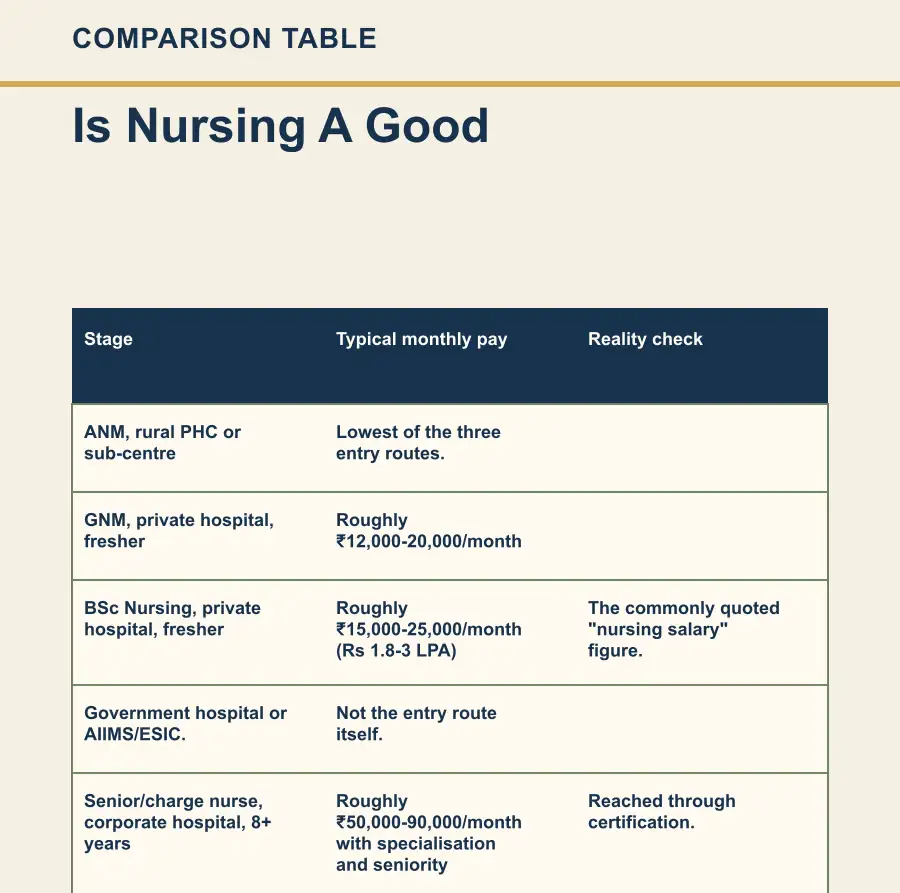 COMPARISON TABLE
Is Nursing A Good
Stage
Typical monthly pay
Reality check
ANM, rural PHC or
sub-centre
Lowest of the three
entry routes.
GNM, private hospital,
fresher
Roughly
₹12,000-20,000/month
BSc Nursing, private
hospital, fresher
Roughly
₹15,000-25,000/month
(Rs 1.8-3 LPA)
The commonly quoted
"nursing salary"
figure.
Government hospital or
AIIMS/ESIC.
Not the entry route
itself.
Senior/charge nurse,
corporate hospital, 8+
years
Roughly
₹50,000-90,000/month
with specialisation
and seniority
Reached through
certification.